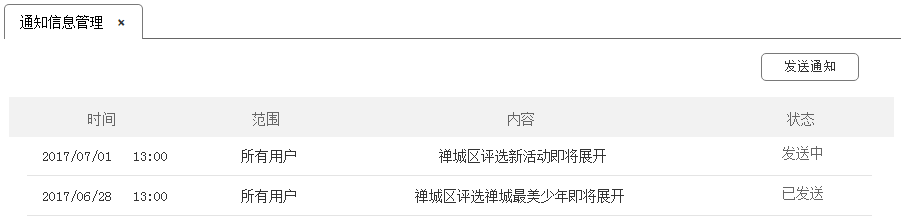 通知信息管理 ×
发送通知
时间 范围 内容 状态
2017/07/01 13:00 所有用户 禅城区评选新活动即将展开 发送中
2017/06/28 13:00 所有用户 禅城区评选禅城最美少年即将展开 已发送